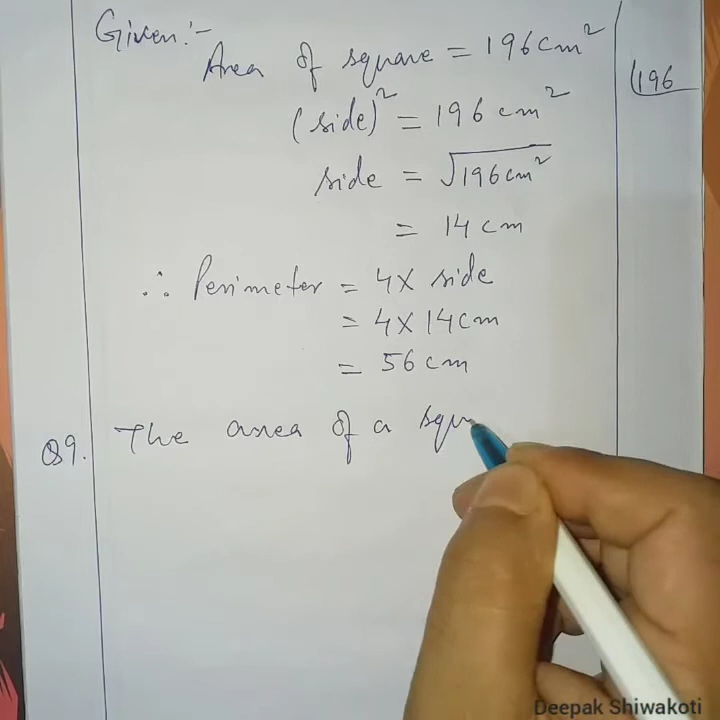 Given:-
Area of square = 196 cm²
(side)² = 196 cm²
side = √196 cm²
= 14 cm
∴ Perimeter = 4 × side
= 4 × 14 cm
= 56 cm
Q9. The area of a squ
196
Deepak Shiwakoti